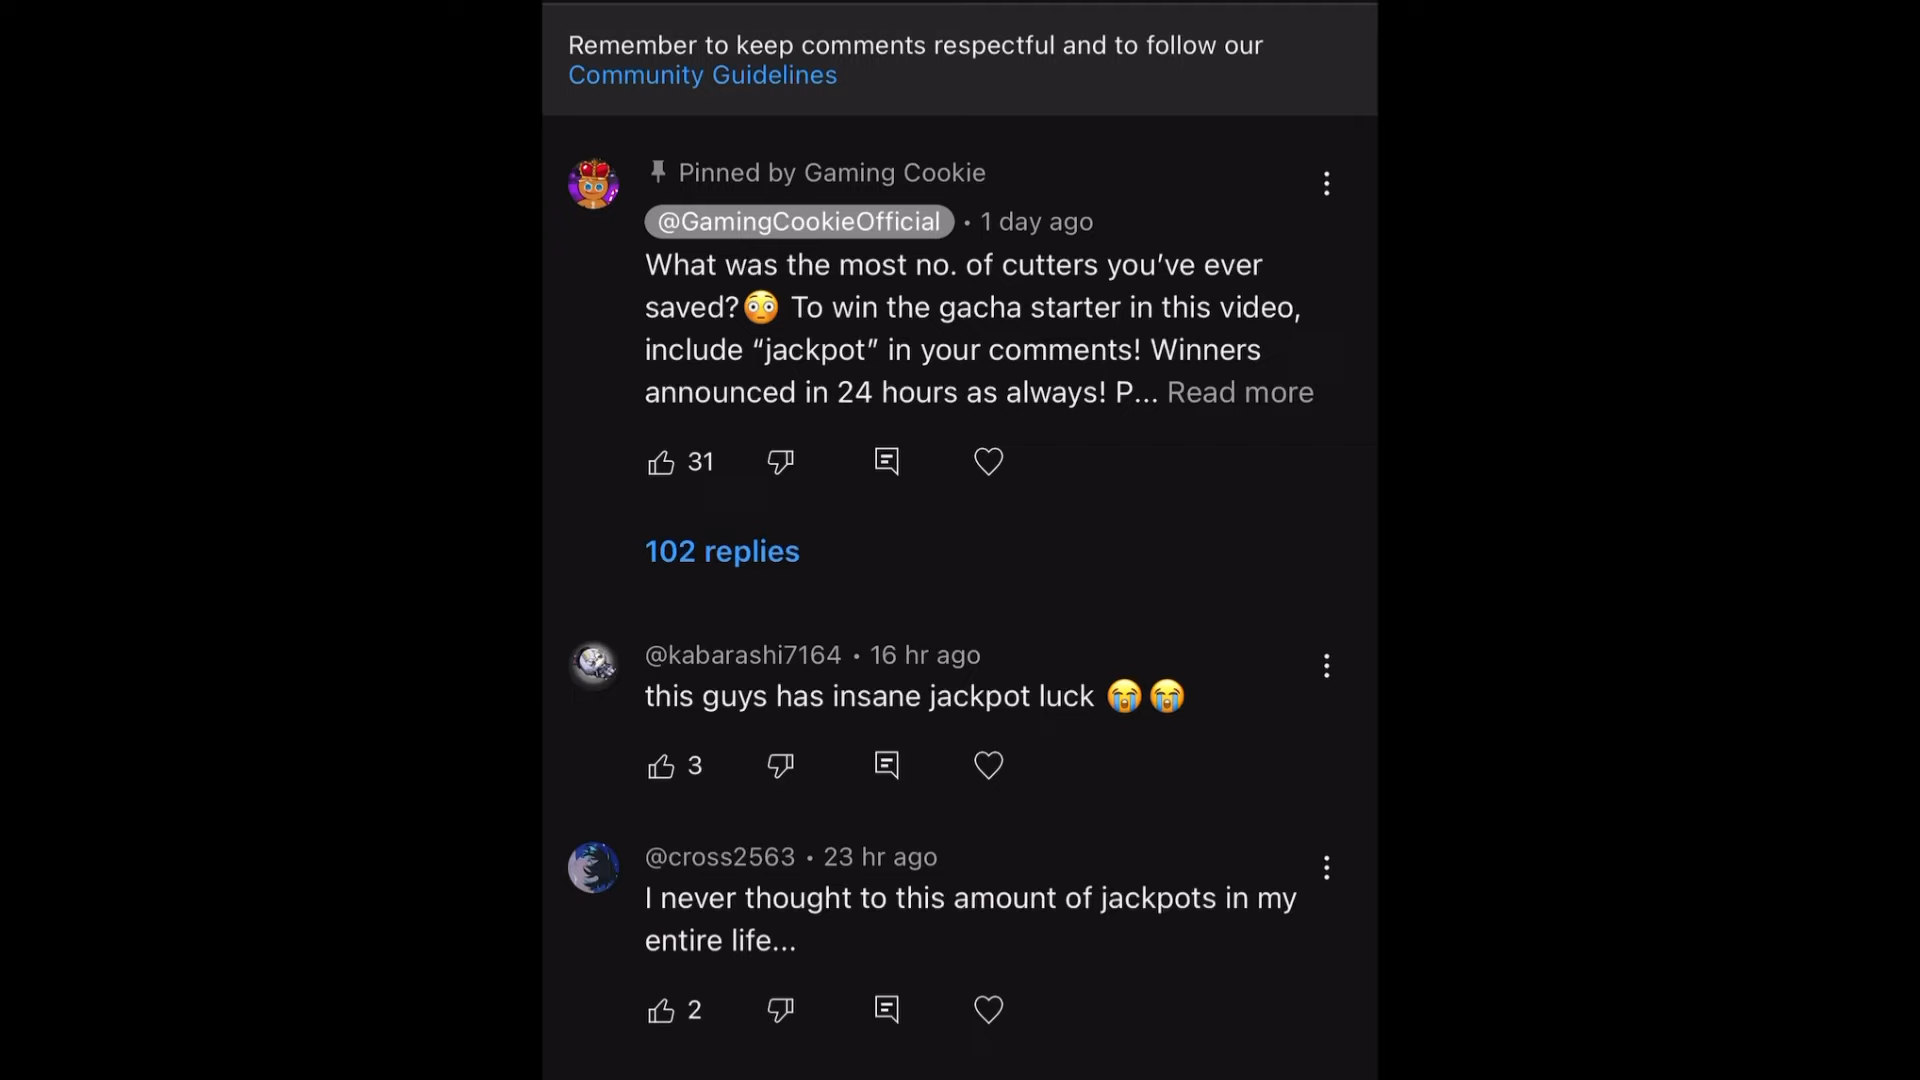 Remember to keep comments respectful and to follow our
Community Guidelines
Pinned by Gaming Cookie
@GamingCookieOfficial • 1 day ago
What was the most no. of cutters you’ve ever
saved?😳 To win the gacha starter in this video,
include “jackpot” in your comments! Winners
announced in 24 hours as always! P... Read more
31
102 replies
@kabarashi7164 • 16 hr ago
this guys has insane jackpot luck 😭😭
3
@cross2563 • 23 hr ago
I never thought to this amount of jackpots in my
entire life...
2